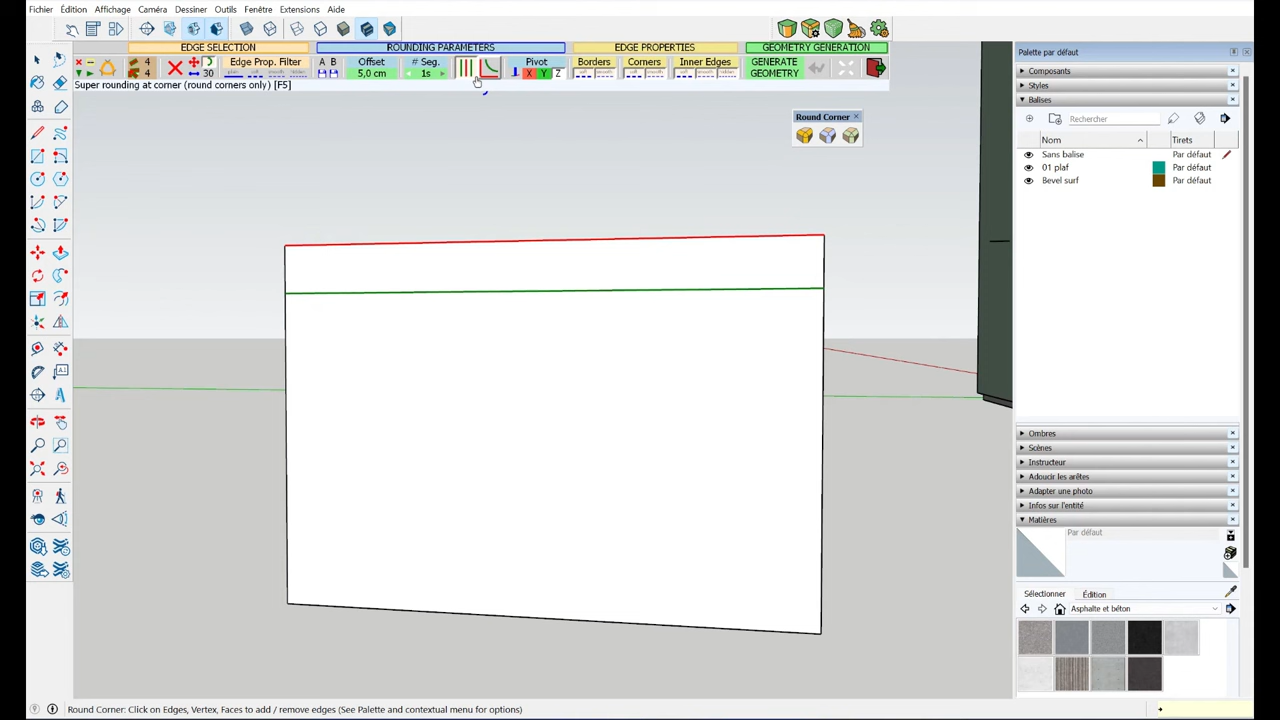 Fichier Édition Affichage Caméra Dessiner Outils Fenêtre Extensions Aide
EDGE SELECTION ROUNDING PARAMETERS EDGE PROPERTIES GEOMETRY GENERATION
4 Edge Prop. Filter A B Offset # Seg. Pivot Borders Corners Inner Edges GENERATE
4 30 5,0 cm 1s X Y Z GEOMETRY
Super rounding at corner (round corners only) [F5]
Round Corner
Palette par défaut
Composants
Styles
Balises
Rechercher
Nom Tirets
Sans balise Par défaut
01 plaf Par défaut
Bevel surf Par défaut
Ombres
Scènes
Instructeur
Adoucir les arêtes
Adapter une photo
Infos sur l'entité
Matières
Par défaut
Sélectionner Édition
Asphalte et béton
Round Corner: Click on Edges, Vertex, Faces to add / remove edges (See Palette and contextual menu for options)